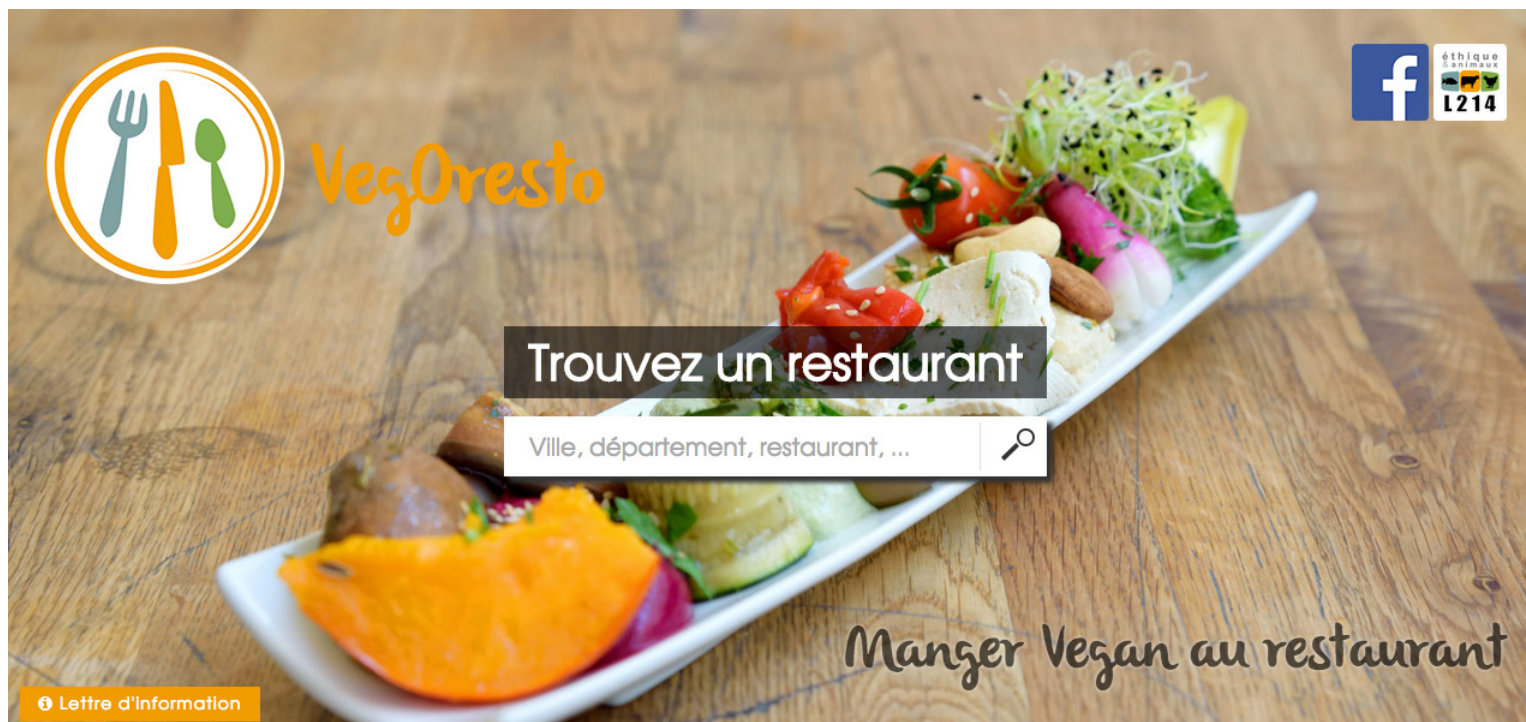 VegOresto
éthique
& animaux
L214
Trouvez un restaurant
Ville, département, restaurant, ...
Manger Vegan au restaurant
Lettre d'information